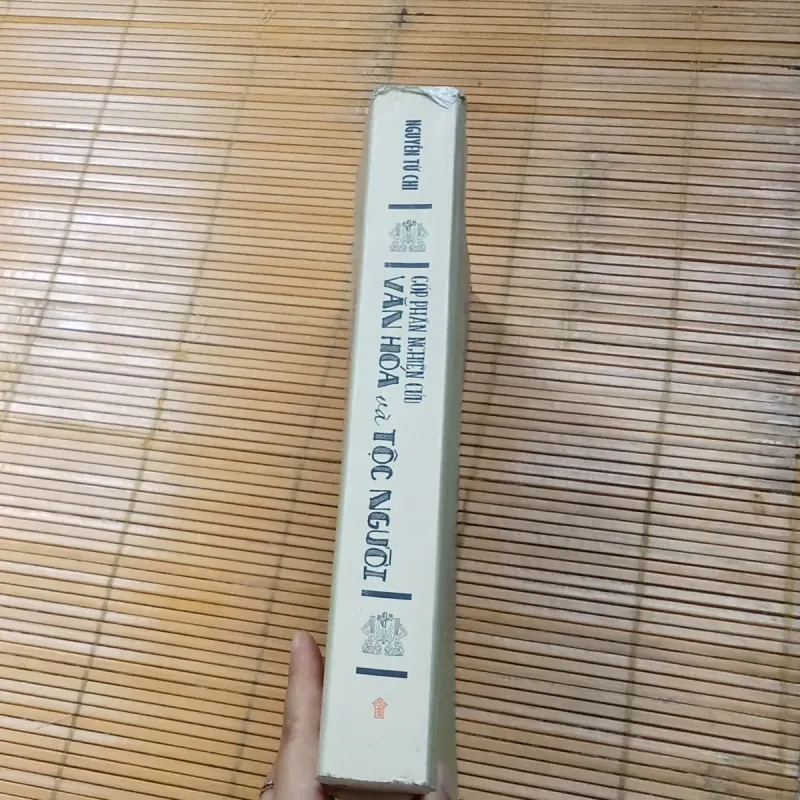 NGUYỄN TỪ CHI
GÓP PHẦN NGHIÊN CỨU
VĂN HÓA và TỘC NGƯỜI